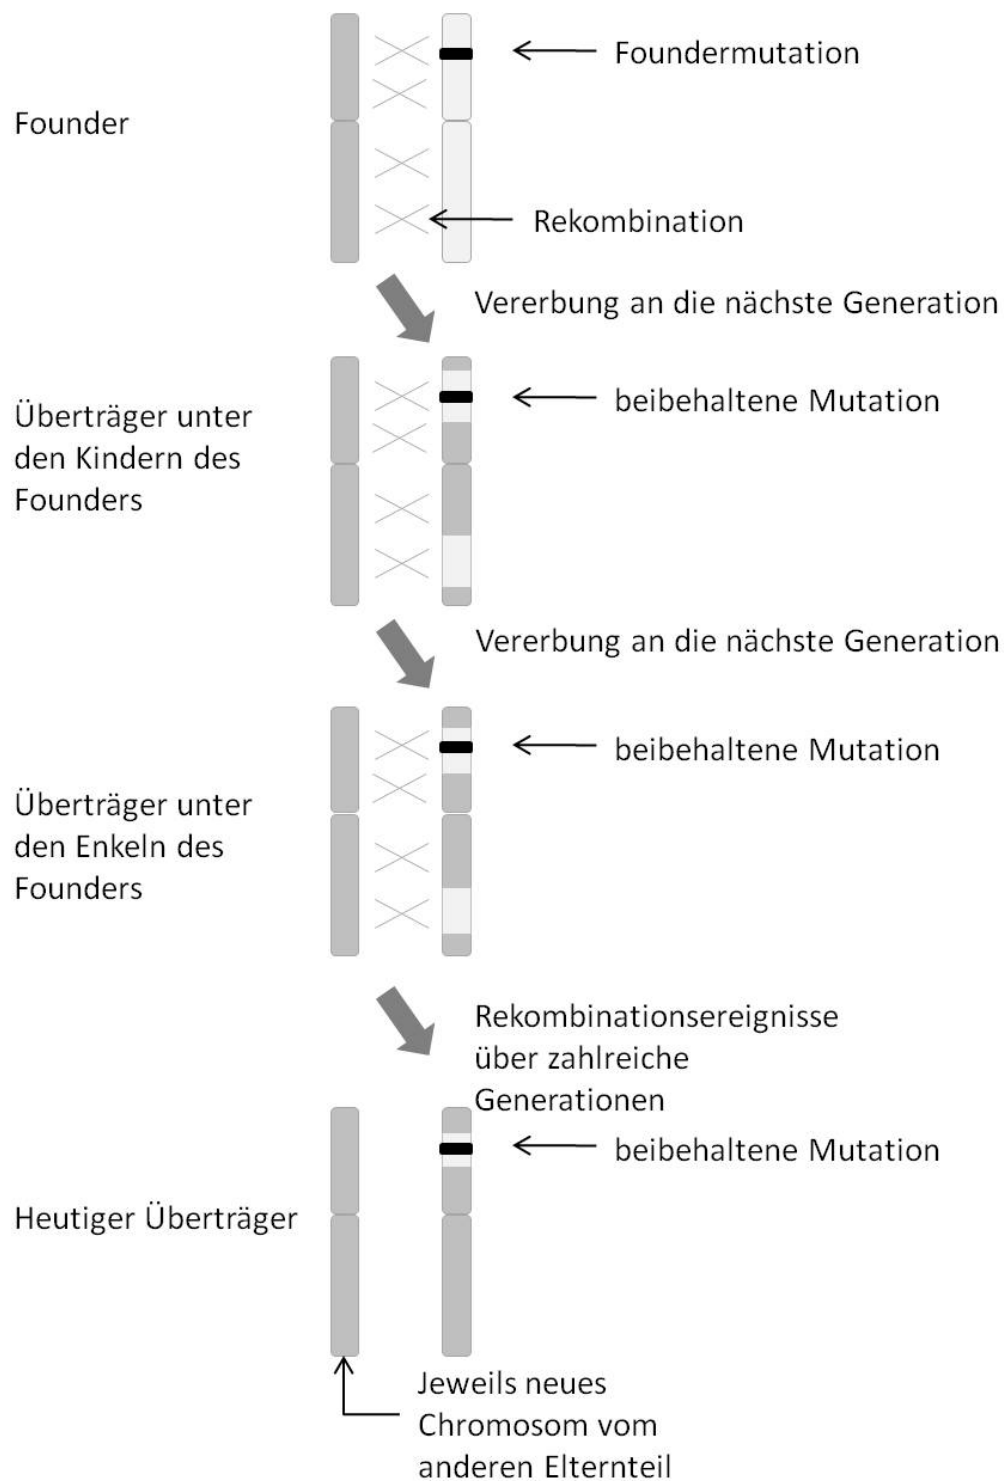 Foundermutation
Founder
Rekombination
Vererbung an die nächste Generation
Überträger unter
den Kindern des
Founders
beibehaltene Mutation
Vererbung an die nächste Generation
beibehaltene Mutation
Überträger unter
den Enkeln des
Founders
Rekombinationsereignisse
über zahlreiche
Generationen
beibehaltene Mutation
Heutiger Überträger
Jeweils neues
Chromosom vom
anderen Elternteil